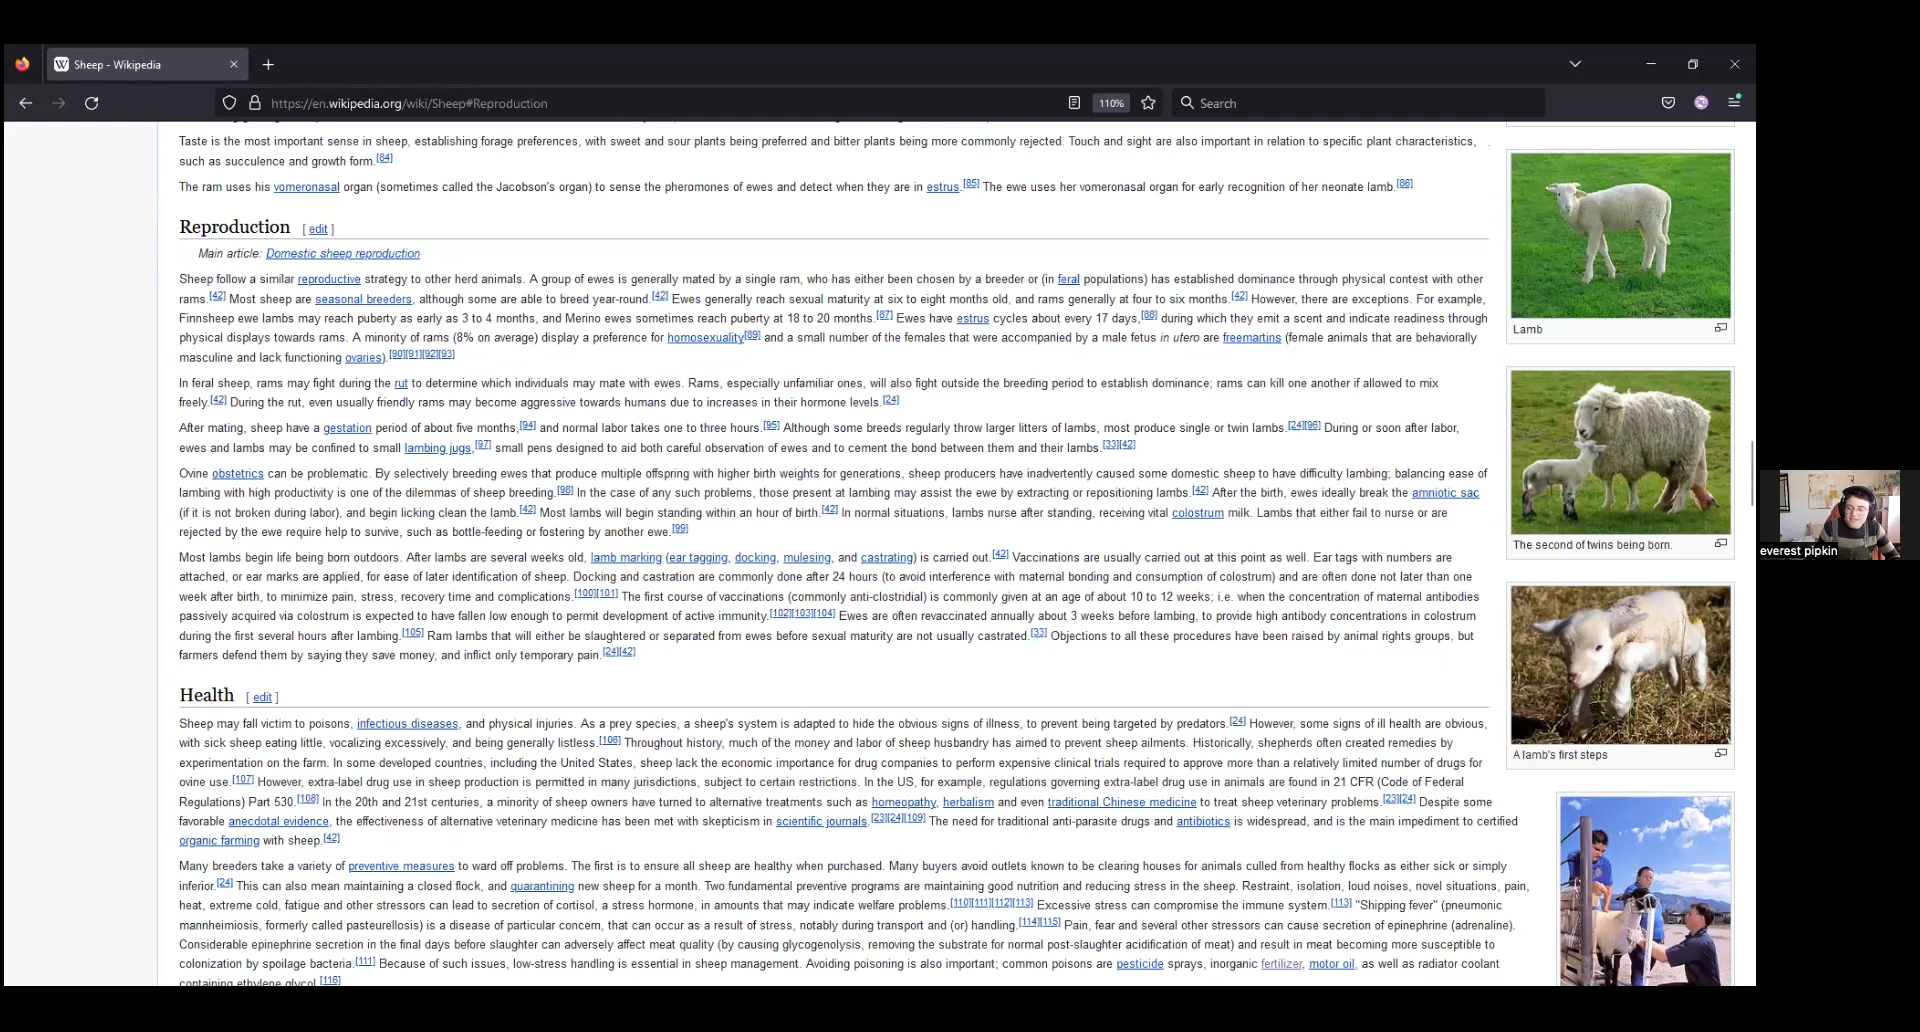 Sheep - Wikipedia
https://en.wikipedia.org/wiki/Sheep#Reproduction
110%
Search
Taste is the most important sense in sheep, establishing forage preferences, with sweet and sour plants being preferred and bitter plants being more commonly rejected. Touch and sight are also important in relation to specific plant characteristics,
such as succulence and growth form.[84]
The ram uses his vomeronasal organ (sometimes called the Jacobson's organ) to sense the pheromones of ewes and detect when they are in estrus.[85] The ewe uses her vomeronasal organ for early recognition of her neonate lamb.[86]
Reproduction [ edit ]
Main article: Domestic sheep reproduction
Sheep follow a similar reproductive strategy to other herd animals. A group of ewes is generally mated by a single ram, who has either been chosen by a breeder or (in feral populations) has established dominance through physical contest with other
rams.[42] Most sheep are seasonal breeders, although some are able to breed year-round.[42] Ewes generally reach sexual maturity at six to eight months old, and rams generally at four to six months.[42] However, there are exceptions. For example,
Finnsheep ewe lambs may reach puberty as early as 3 to 4 months, and Merino ewes sometimes reach puberty at 18 to 20 months.[87] Ewes have estrus cycles about every 17 days,[88] during which they emit a scent and indicate readiness through
physical displays towards rams. A minority of rams (8% on average) display a preference for homosexuality[89] and a small number of the females that were accompanied by a male fetus in utero are freemartins (female animals that are behaviorally
masculine and lack functioning ovaries).[90][91][92][93]
In feral sheep, rams may fight during the rut to determine which individuals may mate with ewes. Rams, especially unfamiliar ones, will also fight outside the breeding period to establish dominance; rams can kill one another if allowed to mix
freely.[42] During the rut, even usually friendly rams may become aggressive towards humans due to increases in their hormone levels.[24]
After mating, sheep have a gestation period of about five months,[94] and normal labor takes one to three hours.[95] Although some breeds regularly throw larger litters of lambs, most produce single or twin lambs.[24][96] During or soon after labor,
ewes and lambs may be confined to small lambing jugs,[97] small pens designed to aid both careful observation of ewes and to cement the bond between them and their lambs.[33][42]
Ovine obstetrics can be problematic. By selectively breeding ewes that produce multiple offspring with higher birth weights for generations, sheep producers have inadvertently caused some domestic sheep to have difficulty lambing; balancing ease of
lambing with high productivity is one of the dilemmas of sheep breeding.[98] In the case of any such problems, those present at lambing may assist the ewe by extracting or repositioning lambs.[42] After the birth, ewes ideally break the amniotic sac
(if it is not broken during labor), and begin licking clean the lamb.[42] Most lambs will begin standing within an hour of birth.[42] In normal situations, lambs nurse after standing, receiving vital colostrum milk. Lambs that either fail to nurse or are
rejected by the ewe require help to survive, such as bottle-feeding or fostering by another ewe.[99]
Most lambs begin life being born outdoors. After lambs are several weeks old, lamb marking (ear tagging, docking, mulesing, and castrating) is carried out.[42] Vaccinations are usually carried out at this point as well. Ear tags with numbers are
attached, or ear marks are applied, for ease of later identification of sheep. Docking and castration are commonly done after 24 hours (to avoid interference with maternal bonding and consumption of colostrum) and are often done not later than one
week after birth, to minimize pain, stress, recovery time and complications.[100][101] The first course of vaccinations (commonly anti-clostridial) is commonly given at an age of about 10 to 12 weeks; i.e. when the concentration of maternal antibodies
passively acquired via colostrum is expected to have fallen low enough to permit development of active immunity.[102][103][104] Ewes are often revaccinated annually about 3 weeks before lambing, to provide high antibody concentrations in colostrum
during the first several hours after lambing.[105] Ram lambs that will either be slaughtered or separated from ewes before sexual maturity are not usually castrated.[33] Objections to all these procedures have been raised by animal rights groups, but
farmers defend them by saying they save money, and inflict only temporary pain.[24][42]
Health [ edit ]
Sheep may fall victim to poisons, infectious diseases, and physical injuries. As a prey species, a sheep's system is adapted to hide the obvious signs of illness, to prevent being targeted by predators.[24] However, some signs of ill health are obvious,
with sick sheep eating little, vocalizing excessively, and being generally listless.[106] Throughout history, much of the money and labor of sheep husbandry has aimed to prevent sheep ailments. Historically, shepherds often created remedies by
experimentation on the farm. In some developed countries, including the United States, sheep lack the economic importance for drug companies to perform expensive clinical trials required to approve more than a relatively limited number of drugs for
ovine use.[107] However, extra-label drug use in sheep production is permitted in many jurisdictions, subject to certain restrictions. In the US, for example, regulations governing extra-label drug use in animals are found in 21 CFR (Code of Federal
Regulations) Part 530.[108] In the 20th and 21st centuries, a minority of sheep owners have turned to alternative treatments such as homeopathy, herbalism and even traditional Chinese medicine to treat sheep veterinary problems.[23][24] Despite some
favorable anecdotal evidence, the effectiveness of alternative veterinary medicine has been met with skepticism in scientific journals.[23][24][109] The need for traditional anti-parasite drugs and antibiotics is widespread, and is the main impediment to certified
organic farming with sheep.[42]
Many breeders take a variety of preventive measures to ward off problems. The first is to ensure all sheep are healthy when purchased. Many buyers avoid outlets known to be clearing houses for animals culled from healthy flocks as either sick or simply
inferior.[24] This can also mean maintaining a closed flock, and quarantining new sheep for a month. Two fundamental preventive programs are maintaining good nutrition and reducing stress in the sheep. Restraint, isolation, loud noises, novel situations, pain,
heat, extreme cold, fatigue and other stressors can lead to secretion of cortisol, a stress hormone, in amounts that may indicate welfare problems.[110][111][112][113] Excessive stress can compromise the immune system.[113] "Shipping fever" (pneumonic
mannheimiosis, formerly called pasteurellosis) is a disease of particular concern, that can occur as a result of stress, notably during transport and (or) handling.[114][115] Pain, fear and several other stressors can cause secretion of epinephrine (adrenaline).
Considerable epinephrine secretion in the final days before slaughter can adversely affect meat quality (by causing glycogenolysis, removing the substrate for normal post-slaughter acidification of meat) and result in meat becoming more susceptible to
colonization by spoilage bacteria.[111] Because of such issues, low-stress handling is essential in sheep management. Avoiding poisoning is also important; common poisons are pesticide sprays, inorganic fertilizer, motor oil, as well as radiator coolant
containing ethylene glycol.[116]
Lamb
The second of twins being born.
A lamb's first steps
everest pipkin